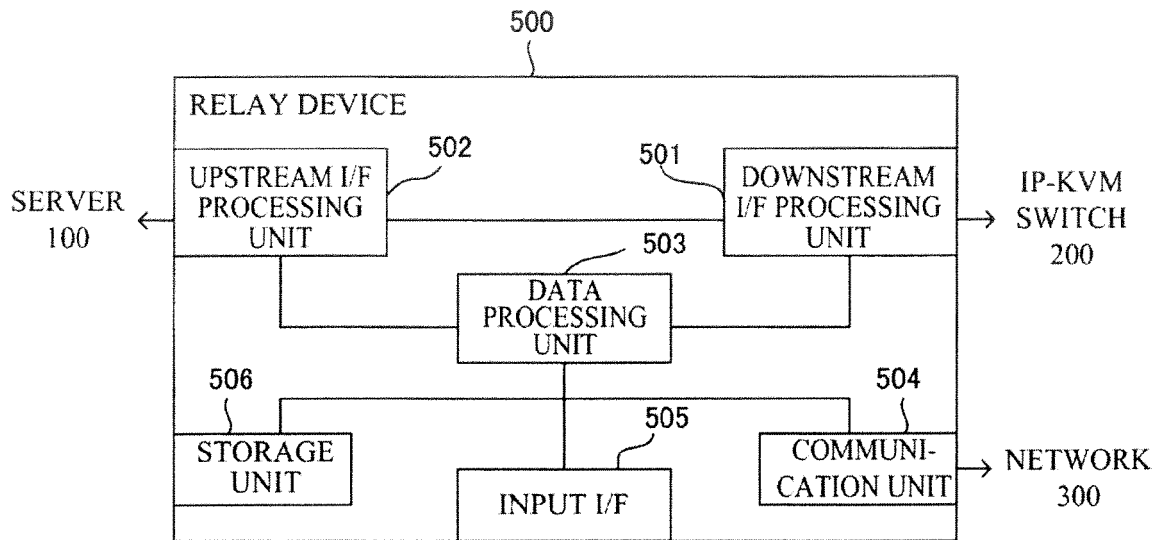 500
RELAY DEVICE
502
501
UPSTREAM I/F
PROCESSING
UNIT
DOWNSTREAM
I/F PROCESSING
UNIT
SERVER
100
IP-KVM
SWITCH
200
503
DATA
PROCESSING
UNIT
506
504
505
STORAGE
UNIT
COMMUNI-
CATION UNIT
INPUT I/F
NETWORK
300